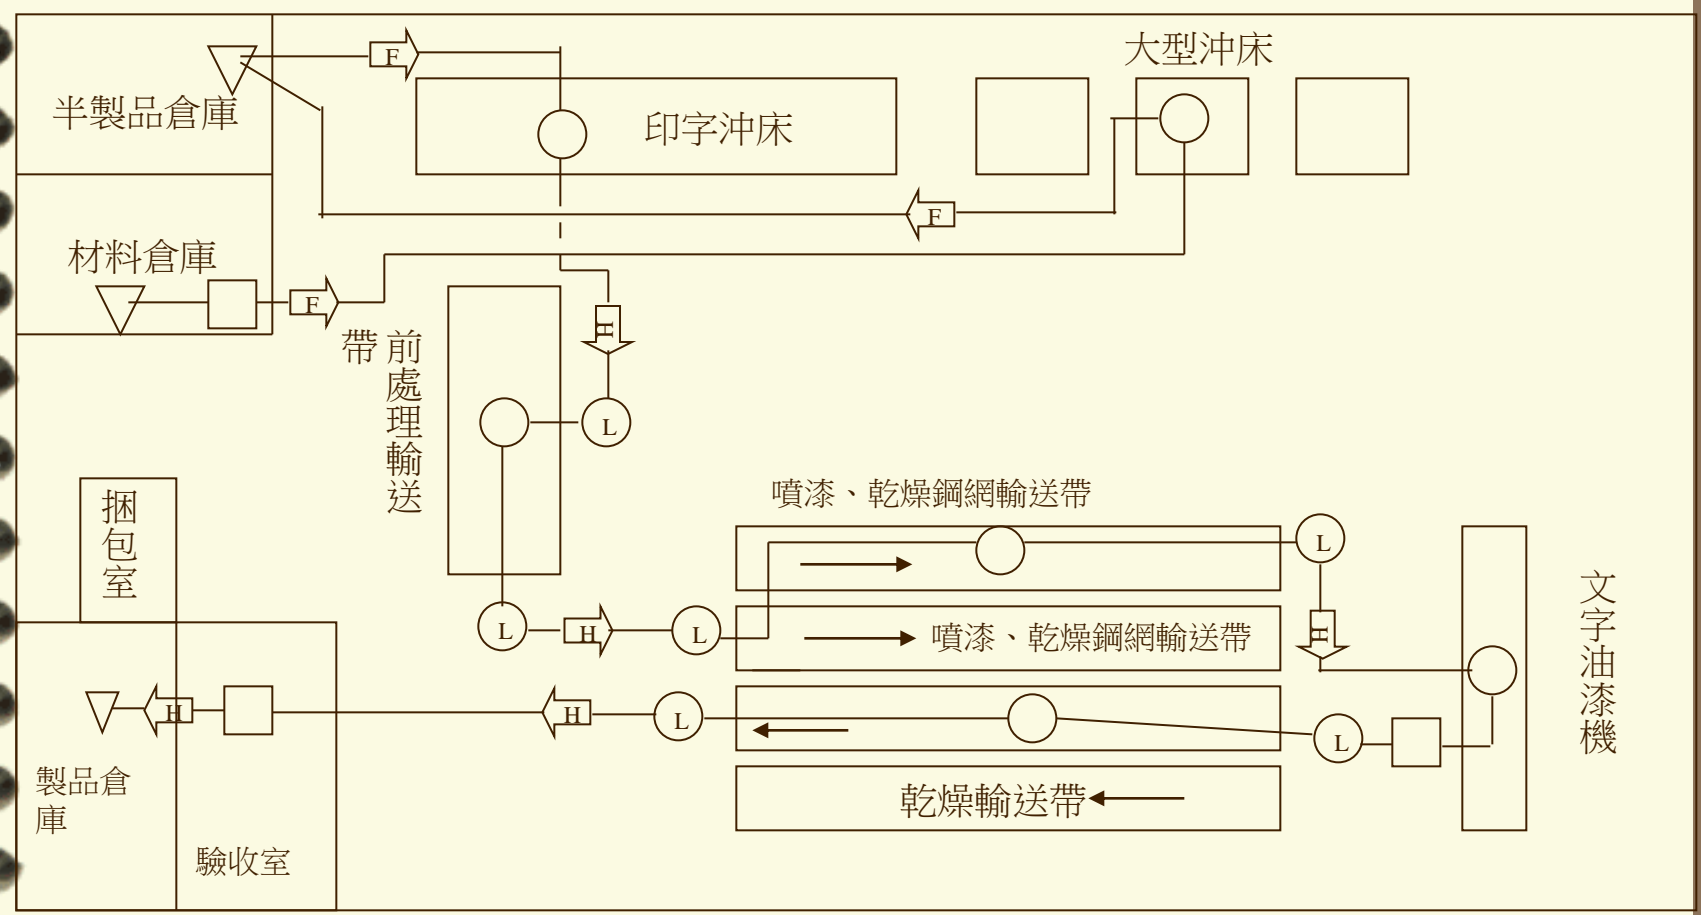 大型沖床
F
半製品倉庫
印字沖床
F
材料倉庫
F
H
前處理輸送
帶
L
噴漆、乾燥鋼網輸送帶
捆包室
L
文字油漆機
L
H
L
噴漆、乾燥鋼網輸送帶
H
H
H
L
L
製品倉
庫
乾燥輸送帶
驗收室